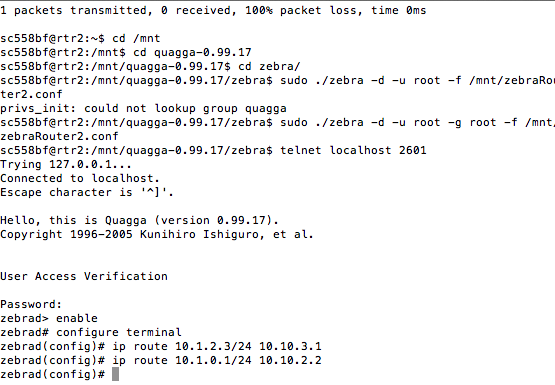 1 packets transmitted, 0 received, 100% packet loss, time 0ms
sc558bf@rtr2:~$ cd /mnt
sc558bf@rtr2:/mnt$ cd quagga-0.99.17
sc558bf@rtr2:/mnt/quagga-0.99.17$ cd zebra/
sc558bf@rtr2:/mnt/quagga-0.99.17/zebra$ sudo ./zebra -d -u root -f /mnt/zebraRou
ter2.conf
privs_init: could not lookup group quagga
sc558bf@rtr2:/mnt/quagga-0.99.17/zebra$ sudo ./zebra -d -u root -g root -f /mnt/
zebraRouter2.conf
sc558bf@rtr2:/mnt/quagga-0.99.17/zebra$ telnet localhost 2601
Trying 127.0.0.1...
Connected to localhost.
Escape character is '^]'.
Hello, this is Quagga (version 0.99.17).
Copyright 1996-2005 Kunihiro Ishiguro, et al.
User Access Verification
Password:
zebrad> enable
zebrad# configure terminal
zebrad(config)# ip route 10.1.2.3/24 10.10.3.1
zebrad(config)# ip route 10.1.0.1/24 10.10.2.2
zebrad(config)#